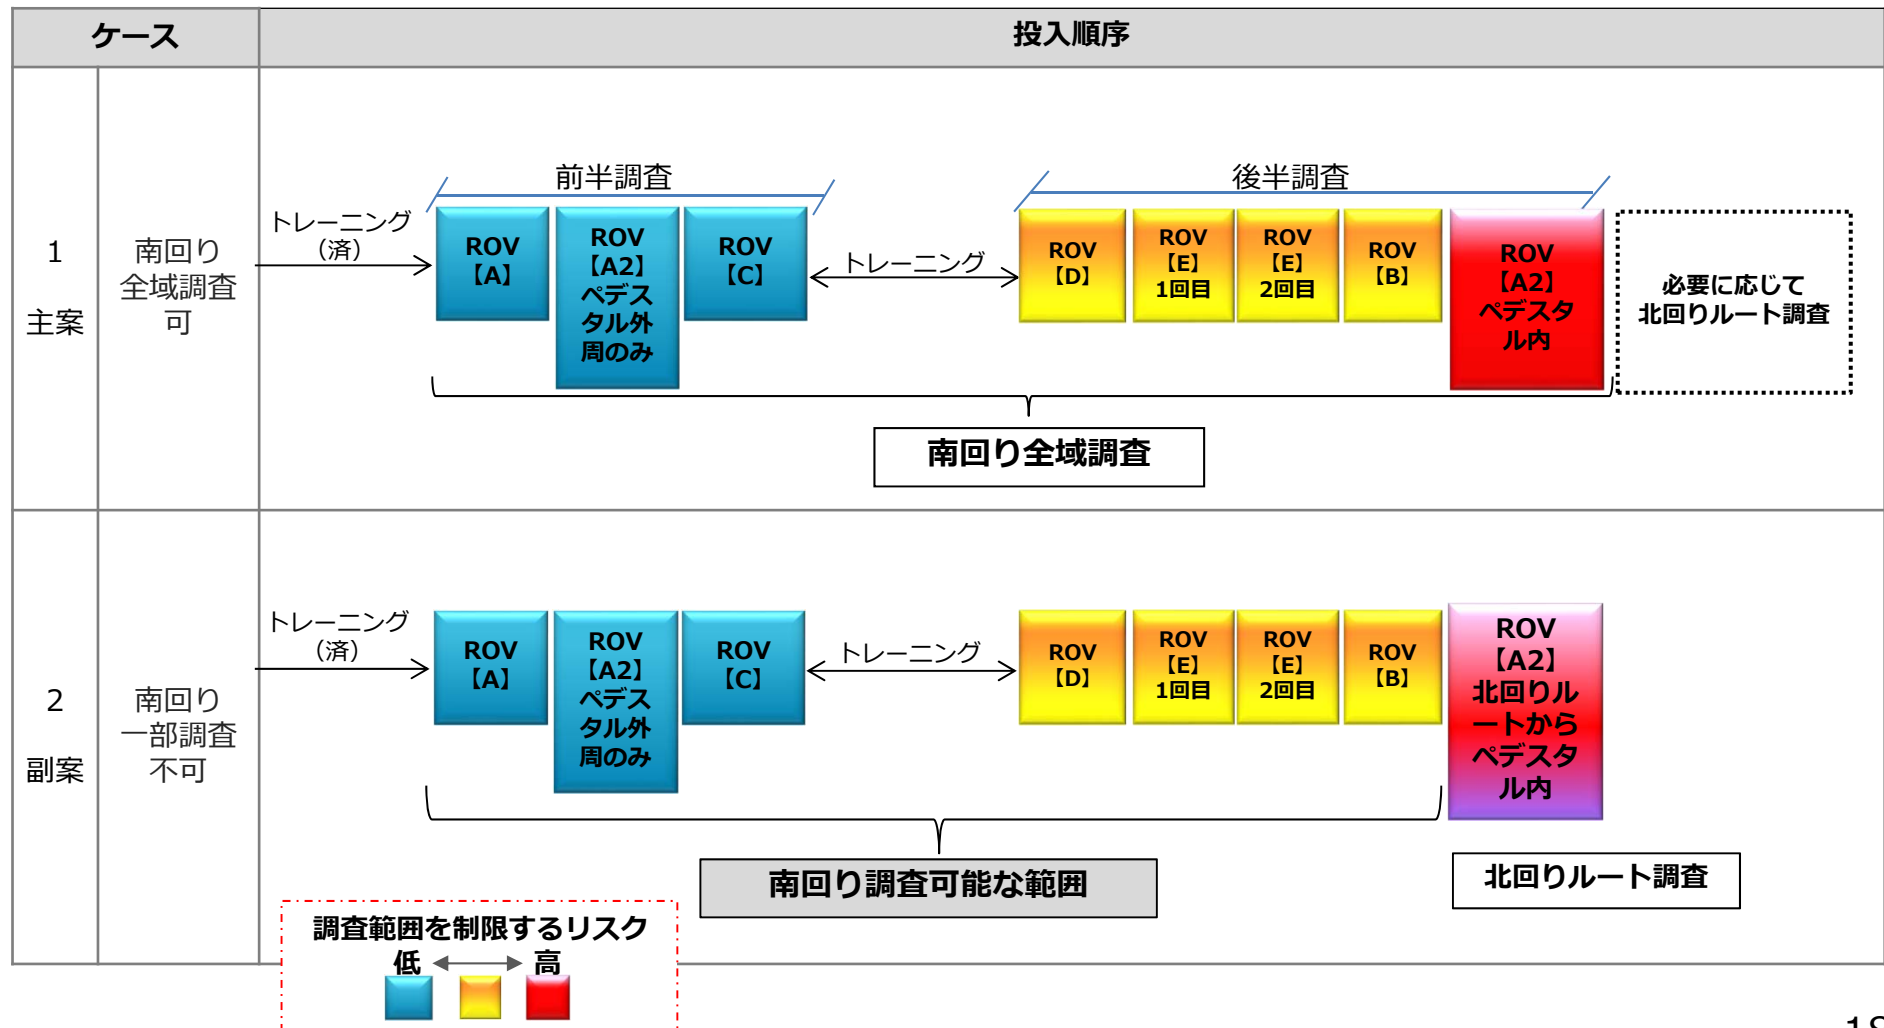 ケース
投入順序
1
主案
南回り
全域調査
可
トレーニング
（済）
前半調査
ROV
【A】
ROV
【A2】
ペデス
タル外
周のみ
ROV
【C】
トレーニング
後半調査
ROV
【D】
ROV
【E】
1回目
ROV
【E】
2回目
ROV
【B】
ROV
【A2】
ペデスタ
ル内
必要に応じて
北回りルート調査
南回り全域調査
2
副案
南回り
一部調査
不可
トレーニング
（済）
ROV
【A】
ROV
【A2】
ペデス
タル外
周のみ
ROV
【C】
トレーニング
ROV
【D】
ROV
【E】
1回目
ROV
【E】
2回目
ROV
【B】
ROV
【A2】
北回りル
ートから
ペデスタ
ル内
南回り調査可能な範囲
北回りルート調査
調査範囲を制限するリスク
低 高